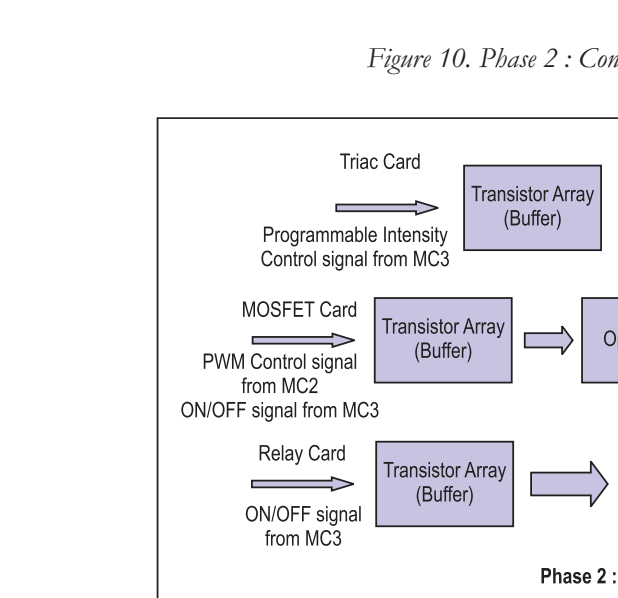 Figure 10. Phase 2 : Con
Triac Card
Transistor Array
(Buffer)
Programmable Intensity
Control signal from MC3
MOSFET Card
Transistor Array
(Buffer)
O
PWM Control signal
from MC2
ON/OFF signal from MC3
Relay Card
Transistor Array
(Buffer)
ON/OFF signal
from MC3
Phase 2 :